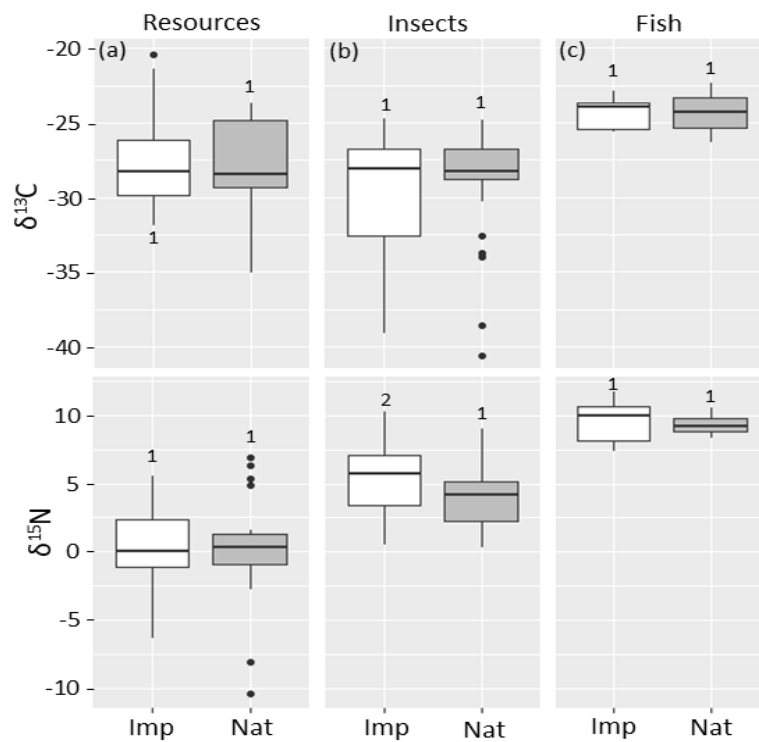 Resources Insects Fish
(a) (b) (c)
-20
-25
-30
-35
-40
δ¹³C
1 1 1 1 1 1
10
5
0
-5
-10
δ¹⁵N
1 1 2 1 1 1
Imp Nat Imp Nat Imp Nat